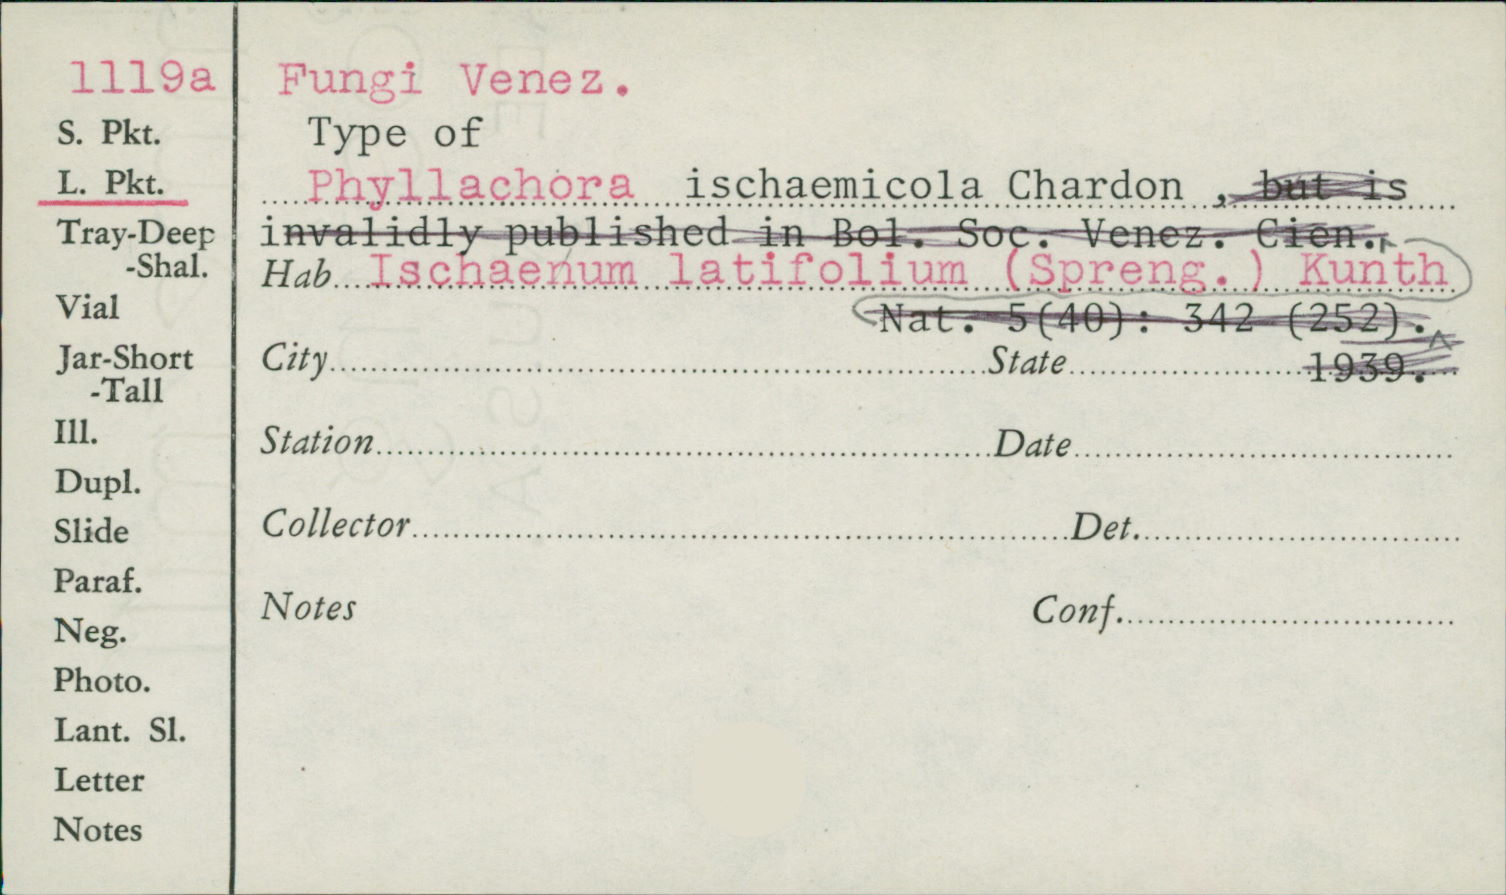 1119a
Fungi Venez.
S. Pkt.
Type of
L. Pkt.
Phyllachora ischaemicola Chardon , but is
Tray-Deep
invalidly published in Bol. Soc. Venez. Cien.
-Shal.
Hab. Ischaenum latifolium (Spreng.) Kunth
Vial
Nat. 5(40): 342 (252).
Jar-Short
City
State
1939.
-Tall
Ill.
Station
Date
Dupl.
Slide
Collector
Det.
Paraf.
Notes
Conf.
Neg.
Photo.
Lant. Sl.
Letter
Notes